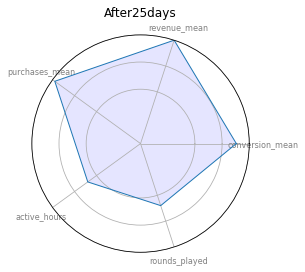 After25days
revenue_mean
purchases_mean
conversion_mean
active_hours
rounds_played